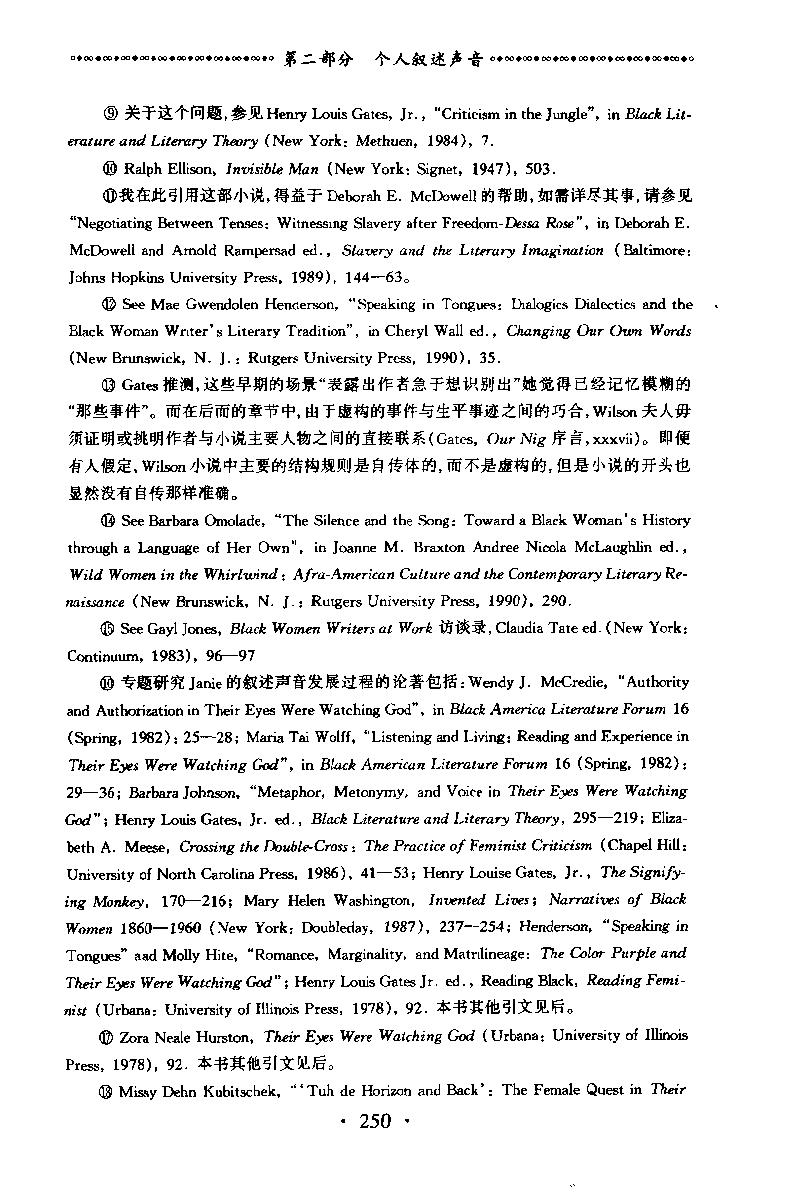 第二部分 个人叙述声音
⑨ 关于这个问题,参见 Henry Louis Gates, Jr., "Criticism in the Jungle", in Black Lit-
erature and Literary Theory (New York: Methuen, 1984), 7.
⑩ Ralph Ellison, Invisible Man (New York: Signet, 1947), 503.
⑪我在此引用这部小说,得益于 Deborah E. McDowell 的帮助,如需详尽其事,请参见
"Negotiating Between Tenses: Witnessing Slavery after Freedom-Dessa Rose", in Deborah E.
McDowell and Arnold Rampersad ed., Slavery and the Literary Imagination (Baltimore:
Johns Hopkins University Press, 1989), 144—63。
⑫ See Mae Gwendolen Henderson, "Speaking in Tongues: Dialogics Dialectics and the
Black Woman Writer's Literary Tradition", in Cheryl Wall ed., Changing Our Own Words
(New Brunswick, N. J.: Rutgers University Press, 1990), 35.
⑬ Gates 推测,这些早期的场景"表露出作者急于想识别出"她觉得已经记忆模糊的
"那些事件"。而在后面的章节中,由于虚构的事件与生平事迹之间的巧合,Wilson 夫人毋
须证明或挑明作者与小说主要人物之间的直接联系(Gates, Our Nig 序言,xxxvii)。即便
有人假定,Wilson 小说中主要的结构规则是自传体的,而不是虚构的,但是小说的开头也
显然没有自传那样准确。
⑭ See Barbara Omolade, "The Silence and the Song: Toward a Black Woman's History
through a Language of Her Own", in Joanne M. Braxton Andree Nicola McLaughlin ed.,
Wild Women in the Whirlwind: Afra-American Culture and the Contemporary Literary Re-
naissance (New Brunswick, N. J.: Rutgers University Press, 1990), 290.
⑮ See Gayl Jones, Black Women Writers at Work 访谈录, Claudia Tate ed. (New York:
Continuum, 1983), 96—97
⑯ 专题研究 Janie 的叙述声音发展过程的论著包括: Wendy J. McCredie, "Authority
and Authorization in Their Eyes Were Watching God", in Black America Literature Forum 16
(Spring, 1982): 25—28; Maria Tai Wolff, "Listening and Living: Reading and Experience in
Their Eyes Were Watching God", in Black American Literature Forum 16 (Spring, 1982):
29—36; Barbara Johnson, "Metaphor, Metonymy, and Voice in Their Eyes Were Watching
God"; Henry Louis Gates, Jr. ed., Black Literature and Literary Theory, 295—219; Eliza-
beth A. Meese, Crossing the Double-Cross: The Practice of Feminist Criticism (Chapel Hill:
University of North Carolina Press, 1986), 41—53; Henry Louise Gates, Jr., The Signify-
ing Monkey, 170—216; Mary Helen Washington, Invented Lives; Narratives of Black
Women 1860—1960 (New York: Doubleday, 1987), 237—254; Henderson, "Speaking in
Tongues" and Molly Hite, "Romance, Marginality, and Matrilineage: The Color Purple and
Their Eyes Were Watching God"; Henry Louis Gates Jr. ed., Reading Black, Reading Femi-
nist (Urbana: University of Illinois Press, 1978), 92. 本书其他引文见后。
⑰ Zora Neale Hurston, Their Eyes Were Watching God (Urbana: University of Illinois
Press, 1978), 92. 本书其他引文见后。
⑱ Missy Dehn Kubitschek, "'Tuh de Horizon and Back': The Female Quest in Their
· 250 ·